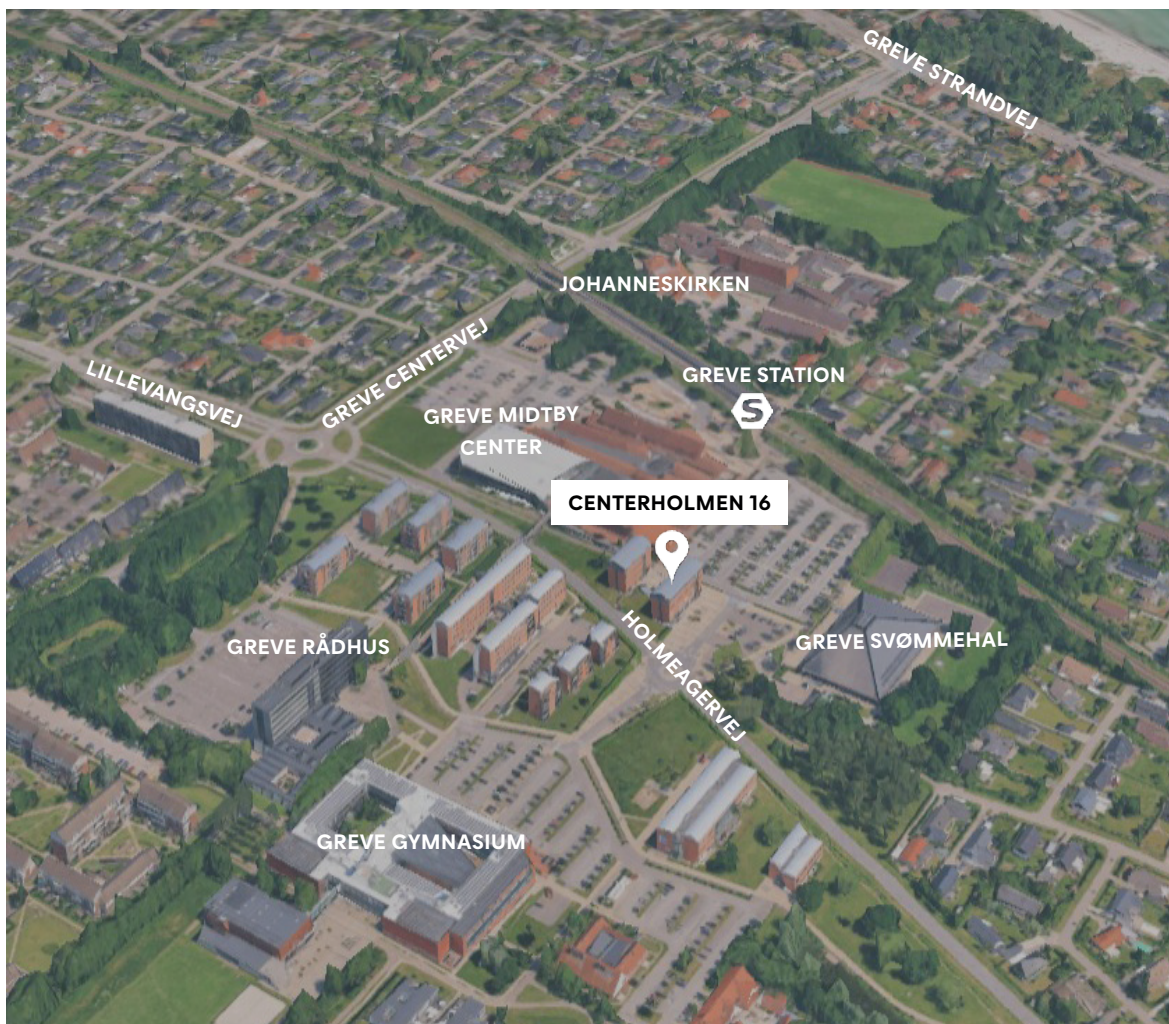 GREVE STRANDVEJ
JOHANNESKIRKEN
LILLEVANGSVEJ
GREVE CENTERVEJ
GREVE STATION
S
GREVE MIDTBY
CENTER
CENTERHOLMEN 16
HOLMEAGERVEJ
GREVE RÅDHUS
GREVE SVØMMEHAL
GREVE GYMNASIUM